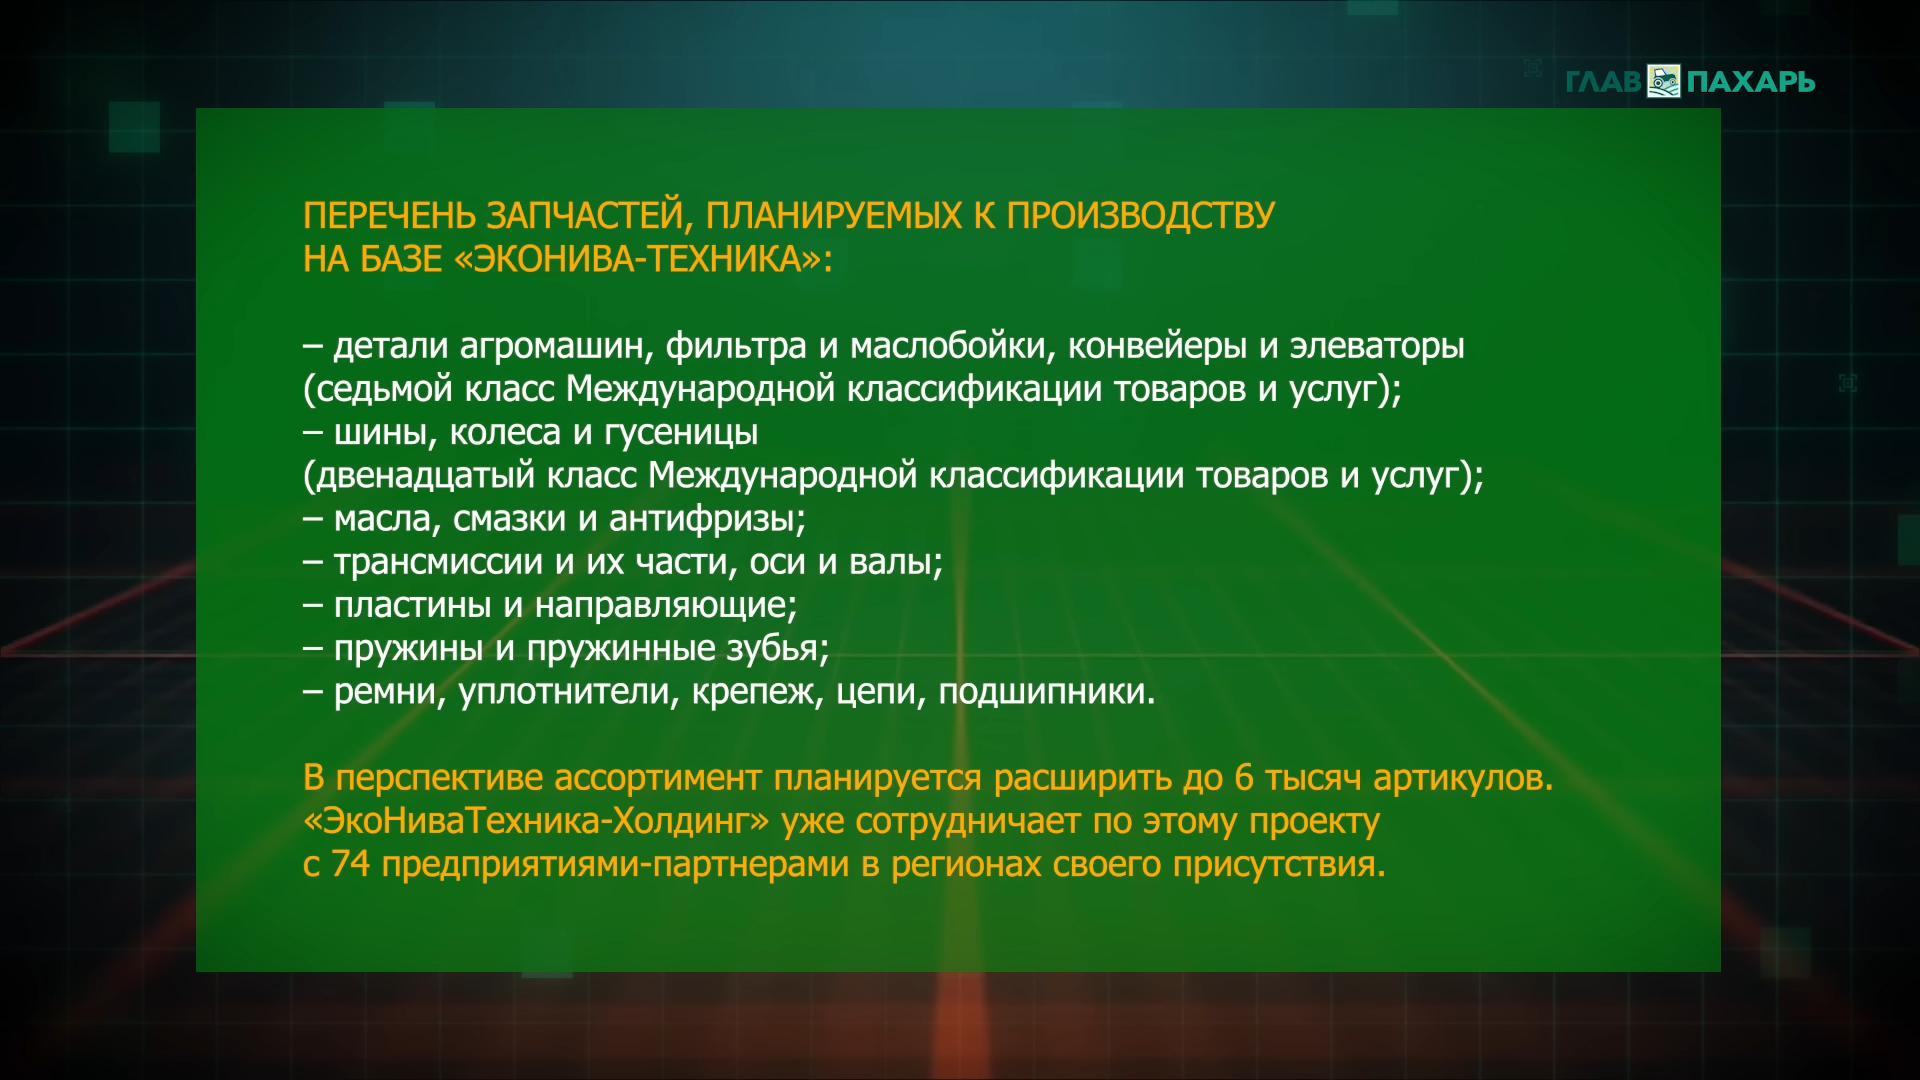 ГЛАВ ПАХАРЬ
ПЕРЕЧЕНЬ ЗАПЧАСТЕЙ, ПЛАНИРУЕМЫХ К ПРОИЗВОДСТВУ
НА БАЗЕ «ЭКОНИВА-ТЕХНИКА»:
– детали агромашин, фильтра и маслобойки, конвейеры и элеваторы
(седьмой класс Международной классификации товаров и услуг);
– шины, колеса и гусеницы
(двенадцатый класс Международной классификации товаров и услуг);
– масла, смазки и антифризы;
– трансмиссии и их части, оси и валы;
– пластины и направляющие;
– пружины и пружинные зубья;
– ремни, уплотнители, крепеж, цепи, подшипники.
В перспективе ассортимент планируется расширить до 6 тысяч артикулов.
«ЭкоНиваТехника-Холдинг» уже сотрудничает по этому проекту
с 74 предприятиями-партнерами в регионах своего присутствия.